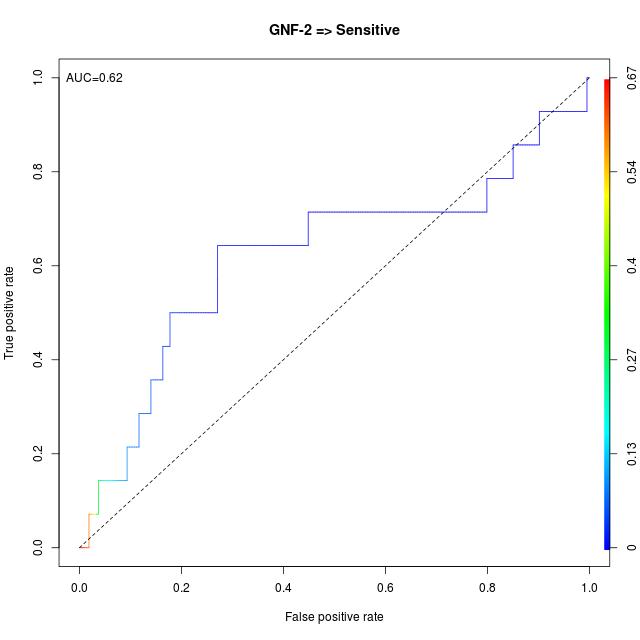 GNF-2 => Sensitive
AUC=0.62
True positive rate
1.0
0.8
0.6
0.4
0.2
0.0
0.0 0.2 0.4 0.6 0.8 1.0
False positive rate
0.67
0.54
0.4
0.27
0.13
0